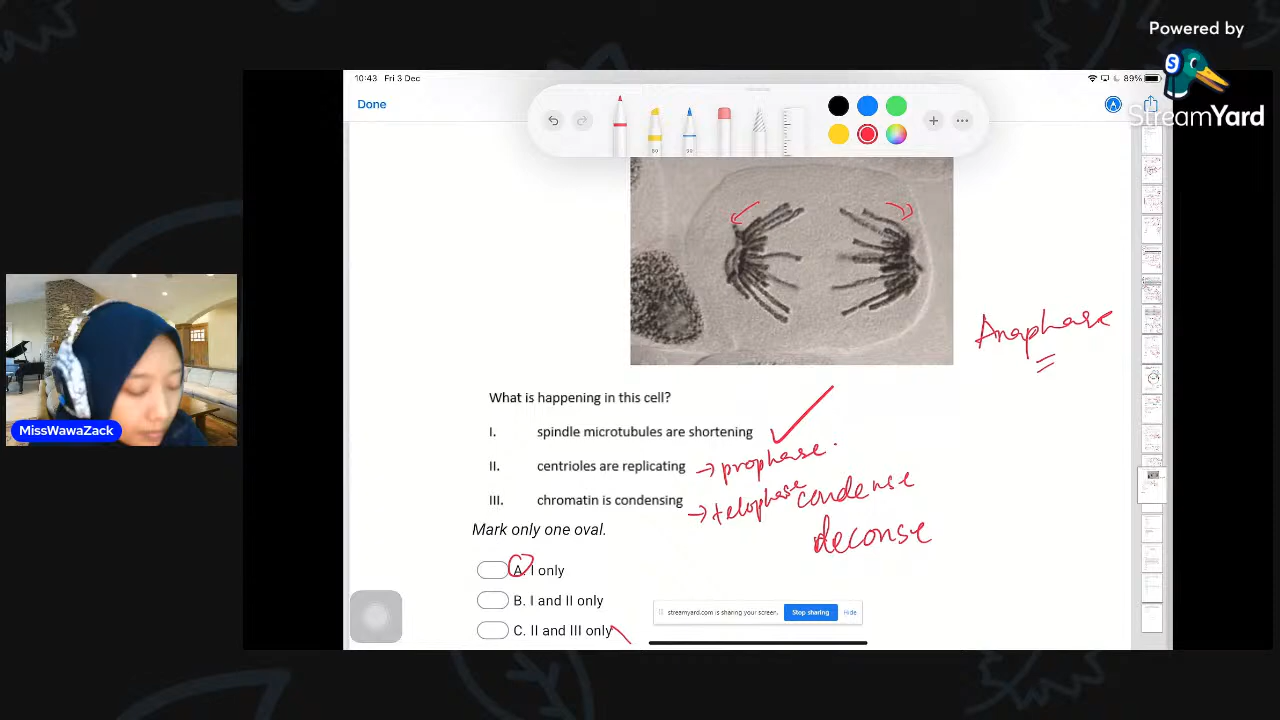 Powered by
StreamYard
10:43 Fri 3 Dec
89%
Done
Anaphase
What is happening in this cell?
I. spindle microtubules are shortening
II. centrioles are replicating → prophase.
III. chromatin is condensing → telophase condense
deconse
Mark only one oval.
A. I only
B. I and II only
C. II and III only
streamyard.com is sharing your screen. Stop sharing Hide
MissWawaZack